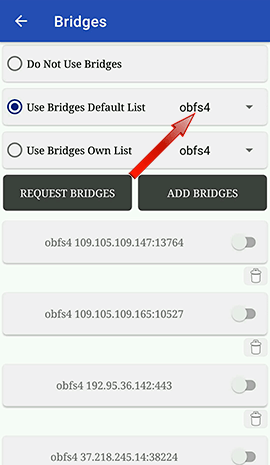 Bridges
Do Not Use Bridges
Use Bridges Default List obfs4
Use Bridges Own List obfs4
REQUEST BRIDGES ADD BRIDGES
obfs4 109.105.109.147:13764
obfs4 109.105.109.165:10527
obfs4 192.95.36.142:443
obfs4 37.218.245.14:38224